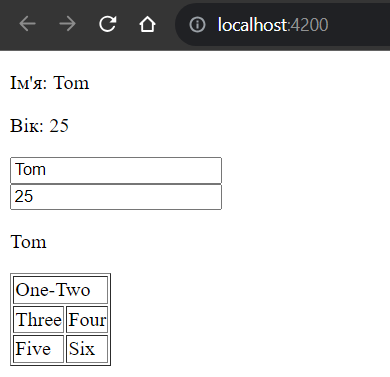 localhost:4200
Ім'я: Tom
Вік: 25
Tom
25
Tom
One-Two
Three Four
Five Six